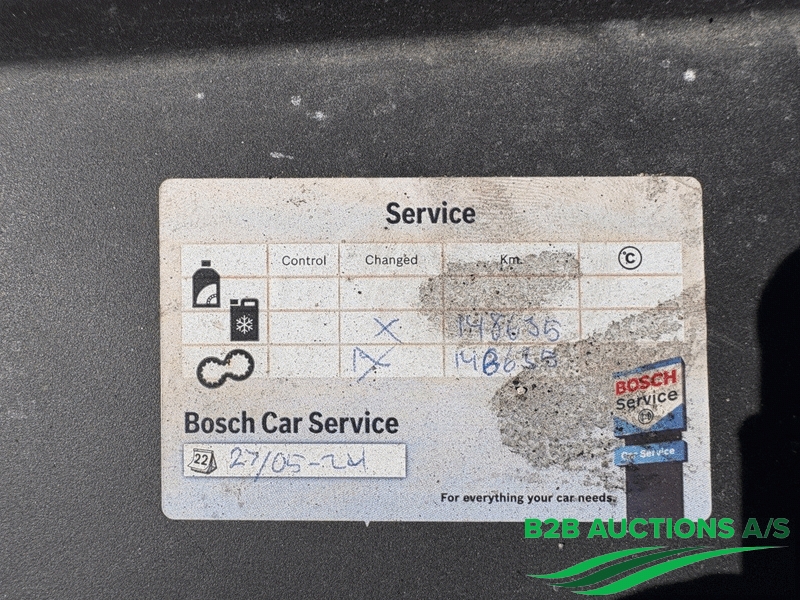 Service
Control Changed Km. °C
X 148635
X 148635
Bosch Car Service
22 27/05-24
BOSCH
Service
Car Service
For everything your car needs.
B2B AUCTIONS A/S